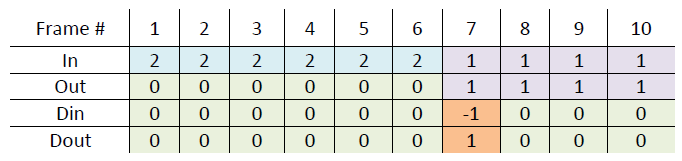 Frame # 1 2 3 4 5 6 7 8 9 10
In 2 2 2 2 2 2 1 1 1 1
Out 0 0 0 0 0 0 1 1 1 1
Din 0 0 0 0 0 0 -1 0 0 0
Dout 0 0 0 0 0 0 1 0 0 0